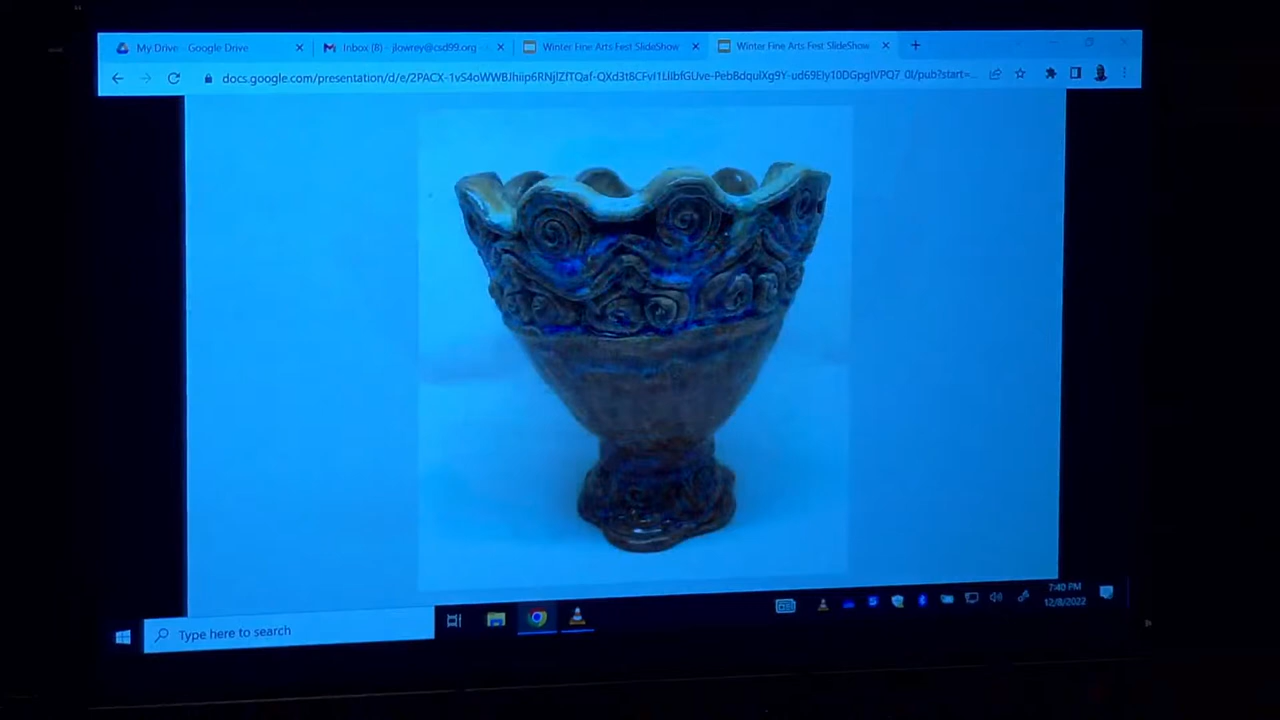 My Drive - Google Drive
Inbox (8) - jlowrey@csd99.org
Winter Fine Arts Fest SlideShow
Winter Fine Arts Fest SlideShow
Type here to search
7:40 PM
12/8/2022